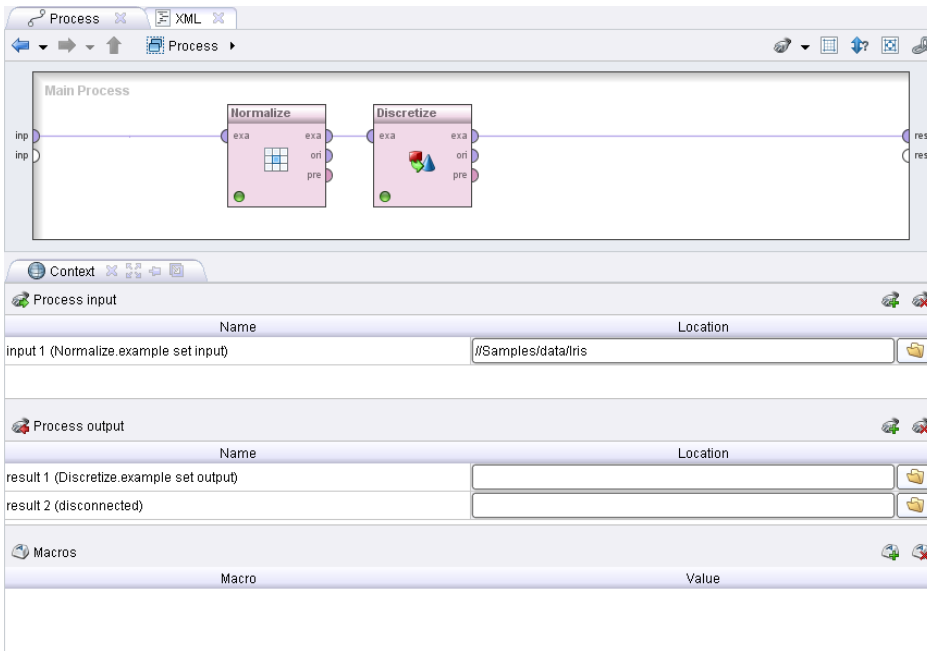 Process XML
Process
Main Process
Normalize Discretize
inp exa exa exa exa res
inp ori ori res
pre pre
Context
Process input
Name Location
input 1 (Normalize.example set input) //Samples/data/Iris
Process output
Name Location
result 1 (Discretize.example set output)
result 2 (disconnected)
Macros
Macro Value